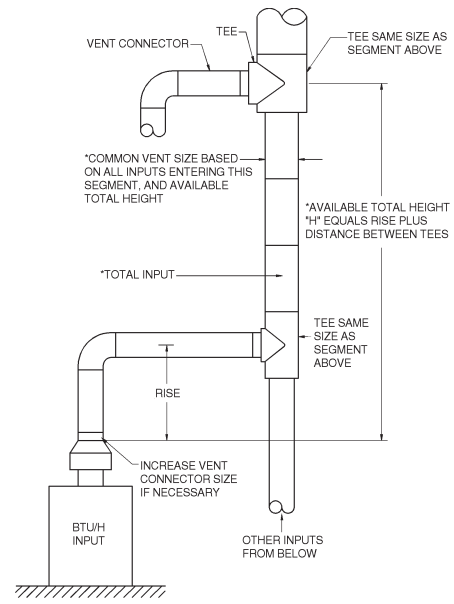 TEE
TEE SAME SIZE AS
SEGMENT ABOVE
VENT CONNECTOR
*COMMON VENT SIZE BASED
ON ALL INPUTS ENTERING THIS
SEGMENT, AND AVAILABLE
TOTAL HEIGHT
*AVAILABLE TOTAL HEIGHT
"H" EQUALS RISE PLUS
DISTANCE BETWEEN TEES
*TOTAL INPUT
TEE SAME
SIZE AS
SEGMENT
ABOVE
RISE
INCREASE VENT
CONNECTOR SIZE
IF NECESSARY
BTU/H
INPUT
OTHER INPUTS
FROM BELOW